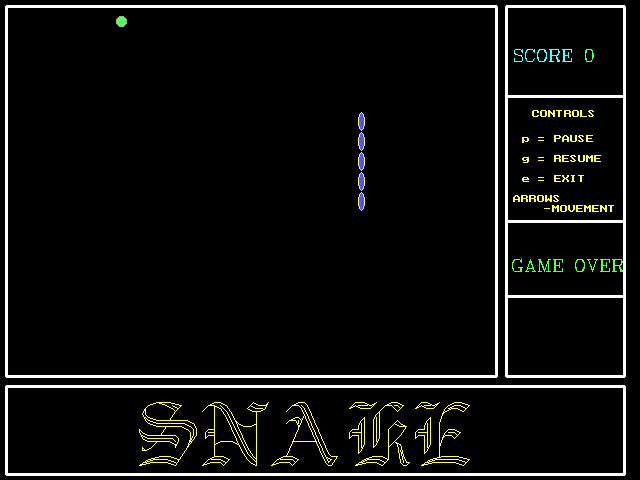 SCORE 0
CONTROLS
p = PAUSE
g = RESUME
e = EXIT
ARROWS
-MOVEMENT
GAME OVER
SNAKE